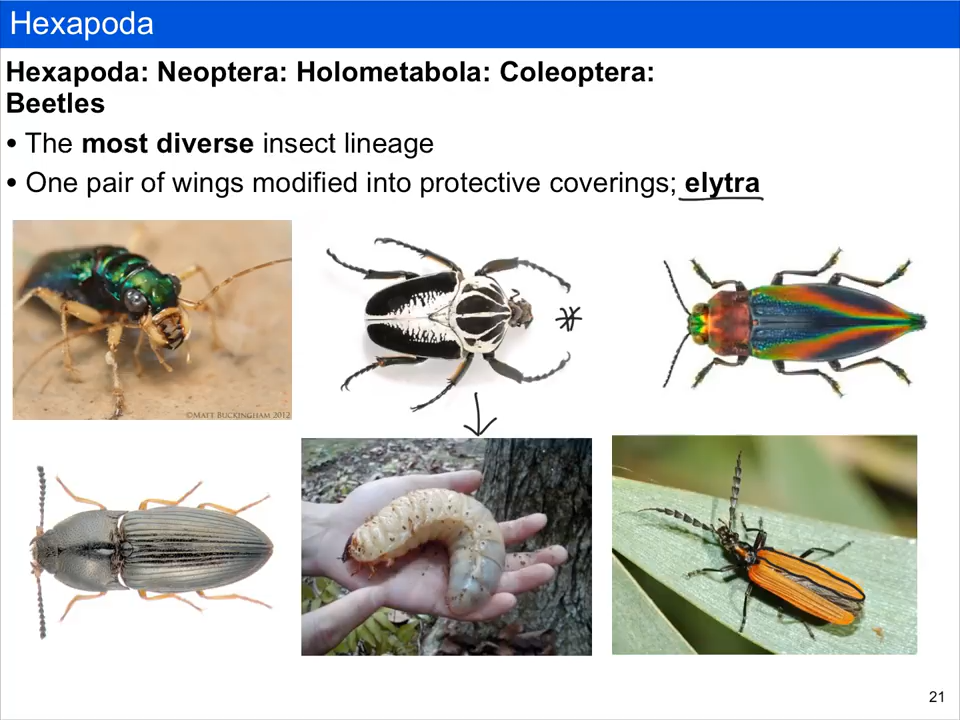 Hexapoda
Hexapoda: Neoptera: Holometabola: Coleoptera:
Beetles
• The most diverse insect lineage
• One pair of wings modified into protective coverings; elytra
©Matt Buckingham 2012
21